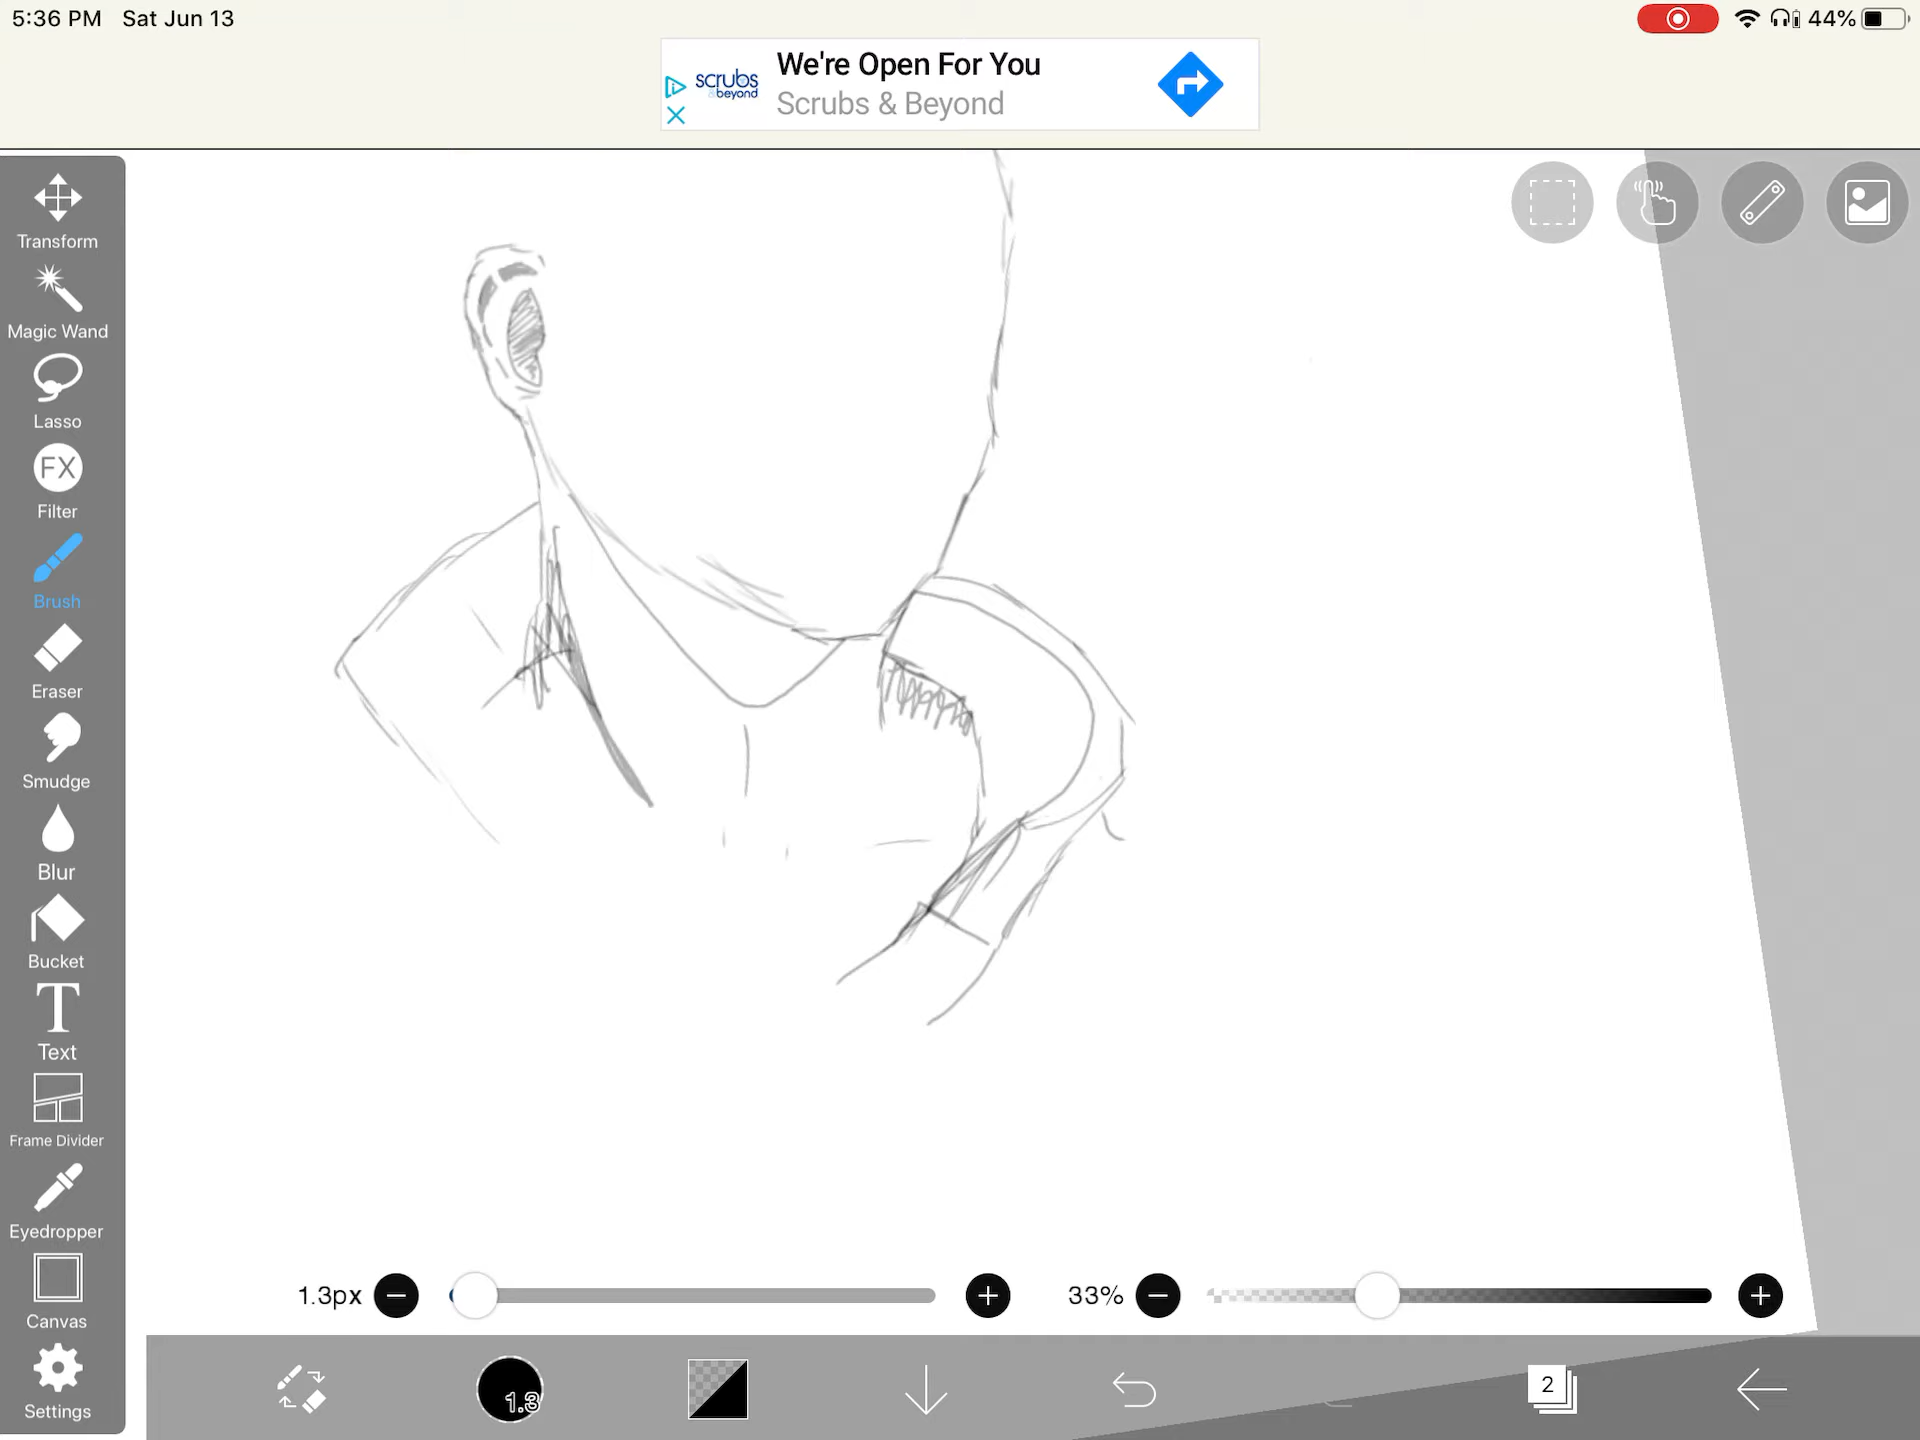 5:36 PM Sat Jun 13
44%
scrubs
& beyond
We're Open For You
Scrubs & Beyond
Transform
Magic Wand
Lasso
FX
Filter
Brush
Eraser
Smudge
Blur
Bucket
T
Text
Frame Divider
Eyedropper
Canvas
Settings
1.3px
33%
1.3
2